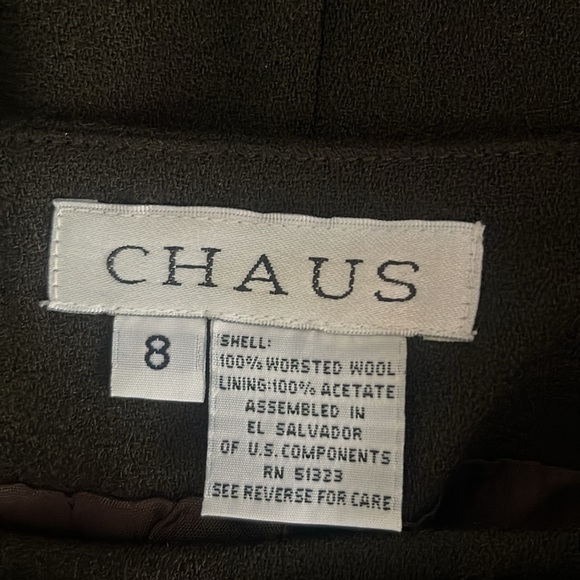 CHAUS
8
SHELL:
100% WORSTED WOOL
LINING:100% ACETATE
ASSEMBLED IN
EL SALVADOR
OF U.S. COMPONENTS
RN 51323
SEE REVERSE FOR CARE